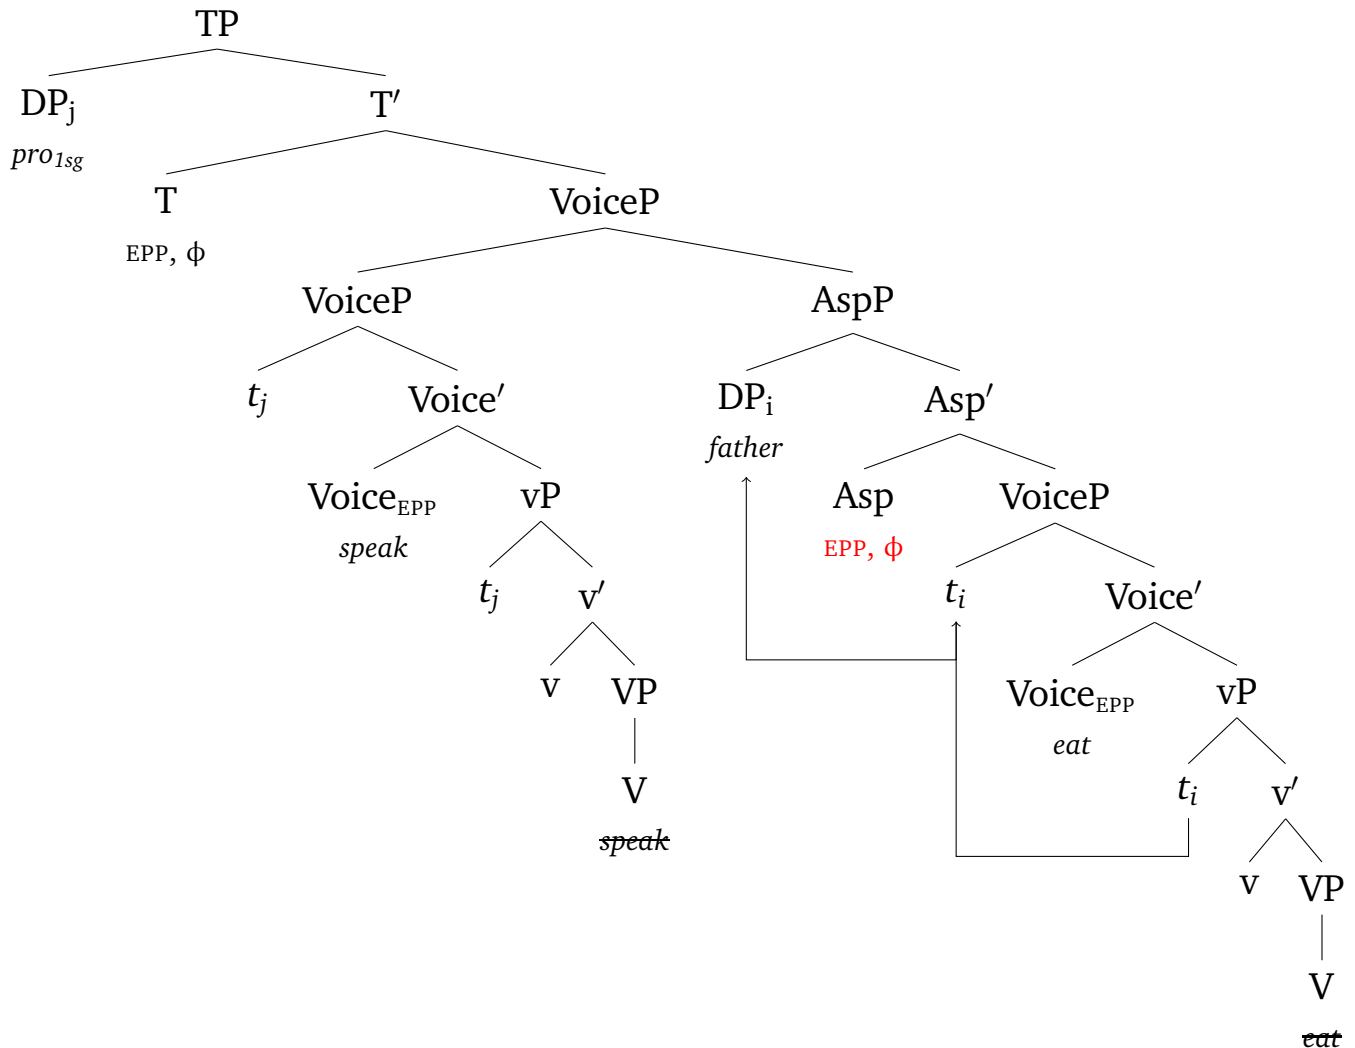 TP
DPj T′
pro1sg
T VoiceP
EPP, ϕ
VoiceP AspP
tj Voice′ DPi Asp′
father
VoiceEPP vP Asp VoiceP
speak EPP, ϕ
tj v′ ti Voice′
v VP VoiceEPP vP
eat
V ti v′
speak
v VP
V
eat